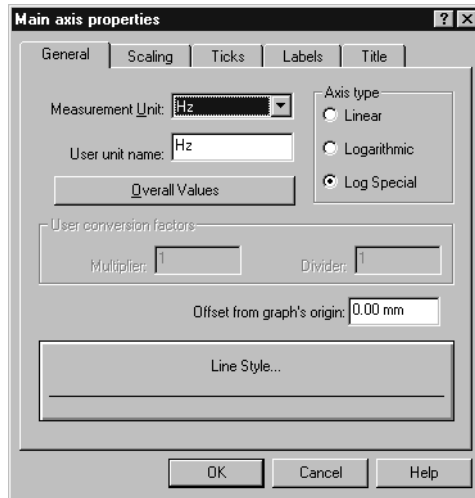 Main axis properties
General Scaling Ticks Labels Title
Measurement Unit: Hz
User unit name: Hz
Overall Values
Axis type
Linear
Logarithmic
Log Special
User conversion factors
Multiplier: 1 Divider: 1
Offset from graph's origin: 0.00 mm
Line Style...
OK Cancel Help